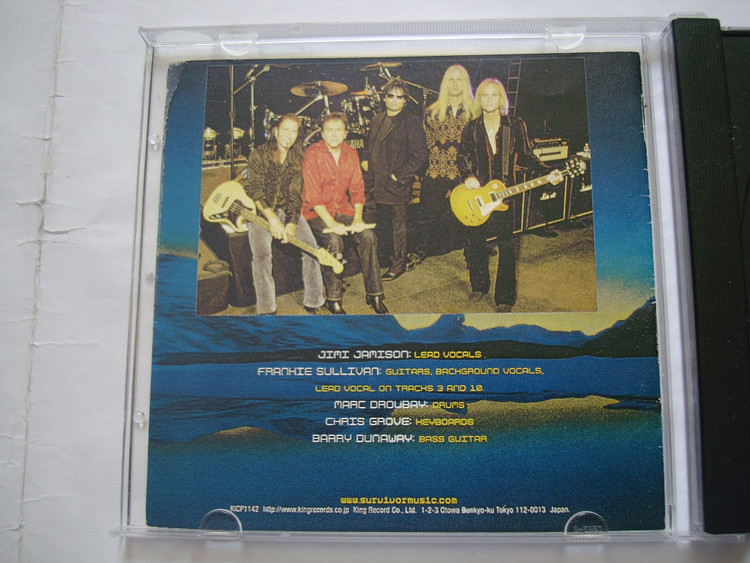 YAMAHA
Marshall
JIMI JAMISON: LEAD VOCALS
FRANKIE SULLIVAN: GUITARS, BACKGROUND VOCALS,
LEAD VOCAL ON TRACKS 3 AND 10.
MARC DROUBAY: DRUMS
CHRIS GROVE: KEYBOARDS
BARRY DUNAWAY: BASS GUITAR
www.survivormusic.com
KICP1142 http://www.kingrecords.co.jp King Record Co., Ltd. 1-2-3 Otowa Bunkyo-ku Tokyo 112-0013 Japan.